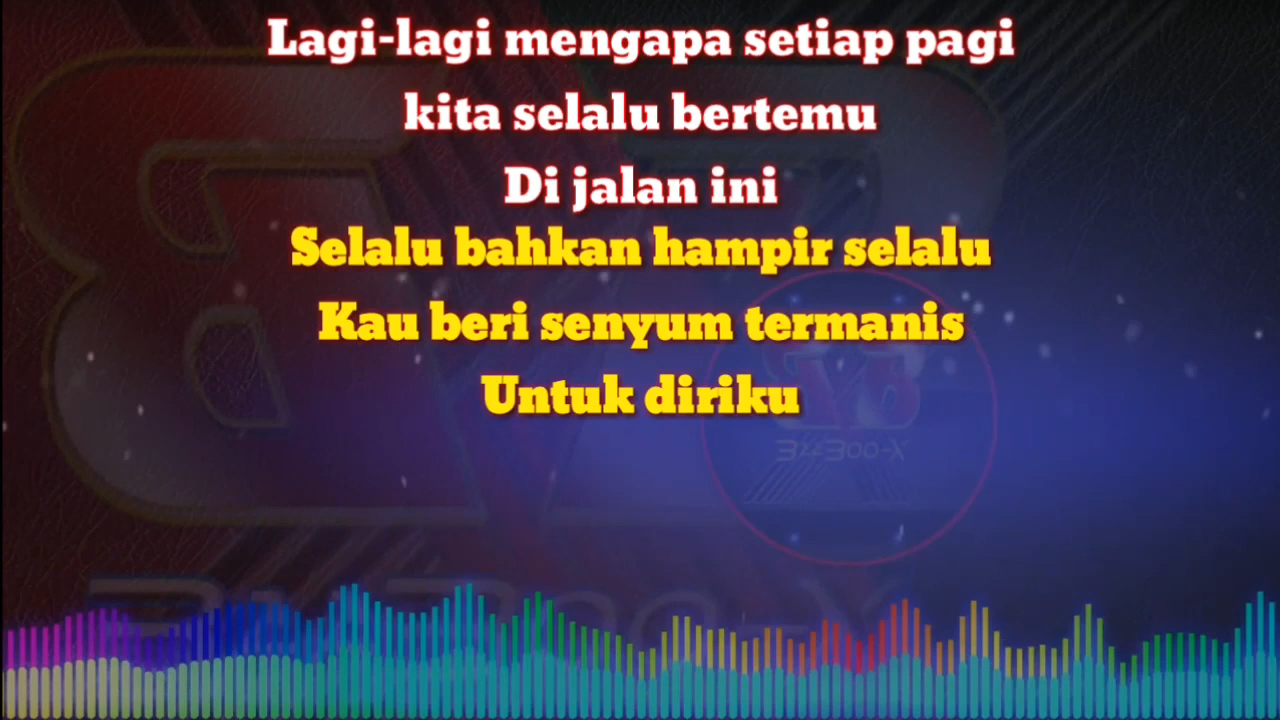 Lagi-lagi mengapa setiap pagi
kita selalu bertemu
Di jalan ini
Selalu bahkan hampir selalu
Kau beri senyum termanis
Untuk diriku